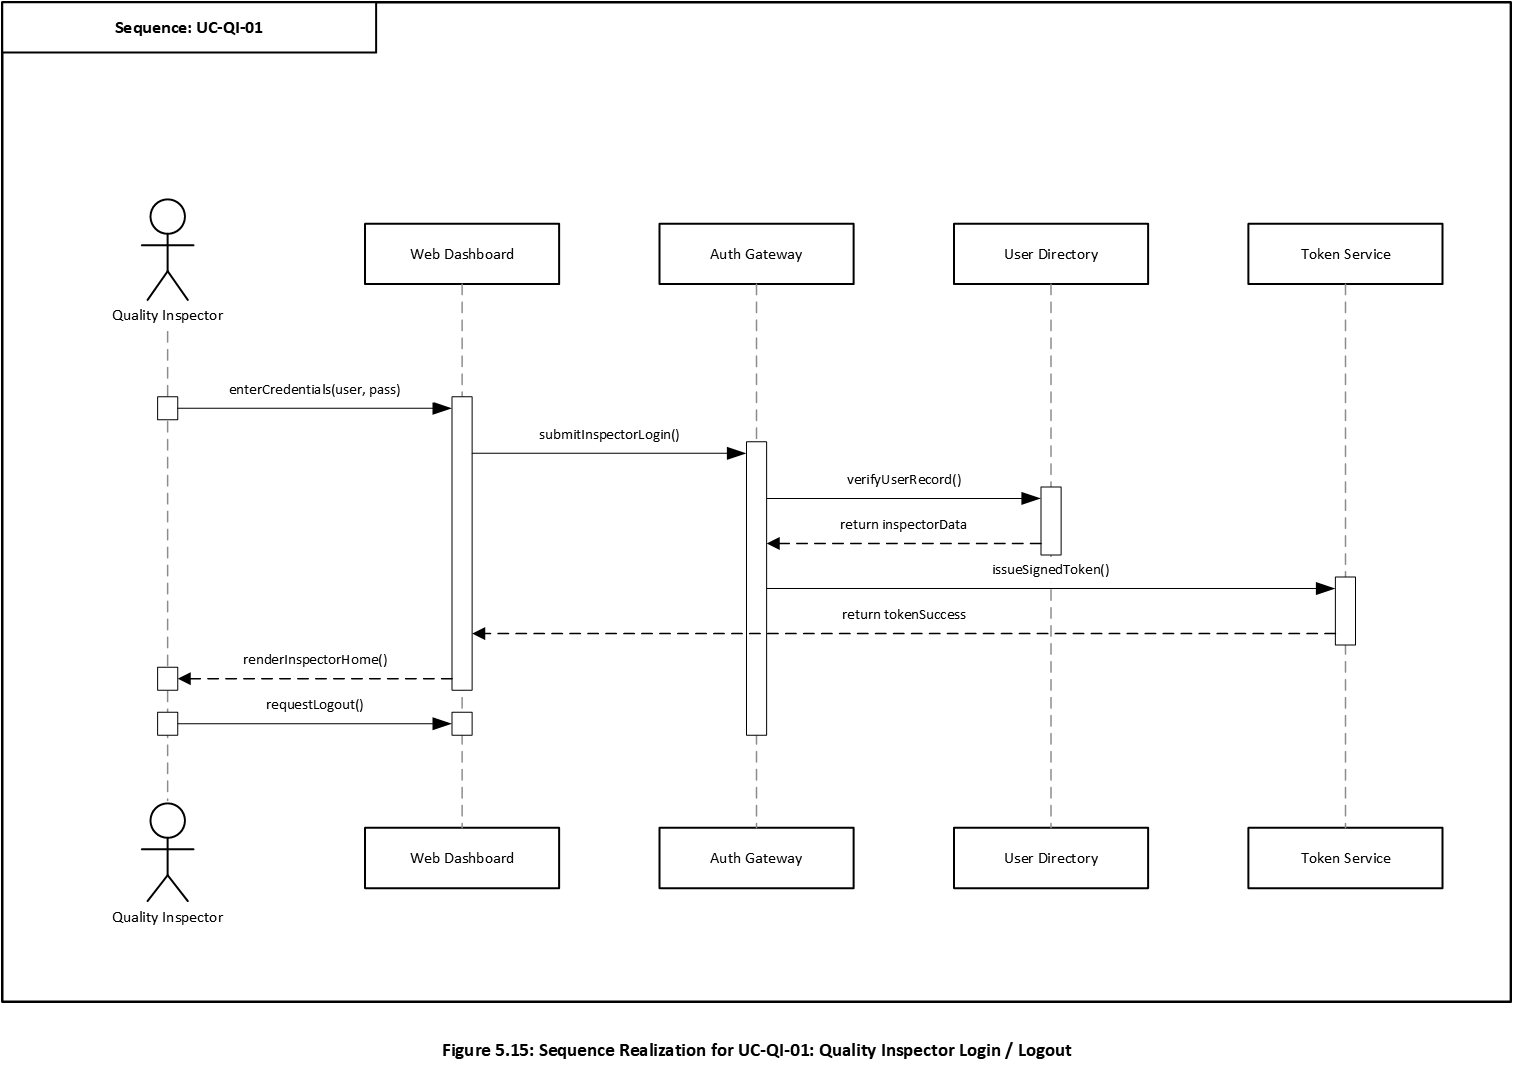 Sequence: UC-QI-01
Quality Inspector
Web Dashboard
Auth Gateway
User Directory
Token Service
enterCredentials(user, pass)
submitInspectorLogin()
verifyUserRecord()
return inspectorData
issueSignedToken()
return tokenSuccess
renderInspectorHome()
requestLogout()
Quality Inspector
Web Dashboard
Auth Gateway
User Directory
Token Service
Figure 5.15: Sequence Realization for UC-QI-01: Quality Inspector Login / Logout